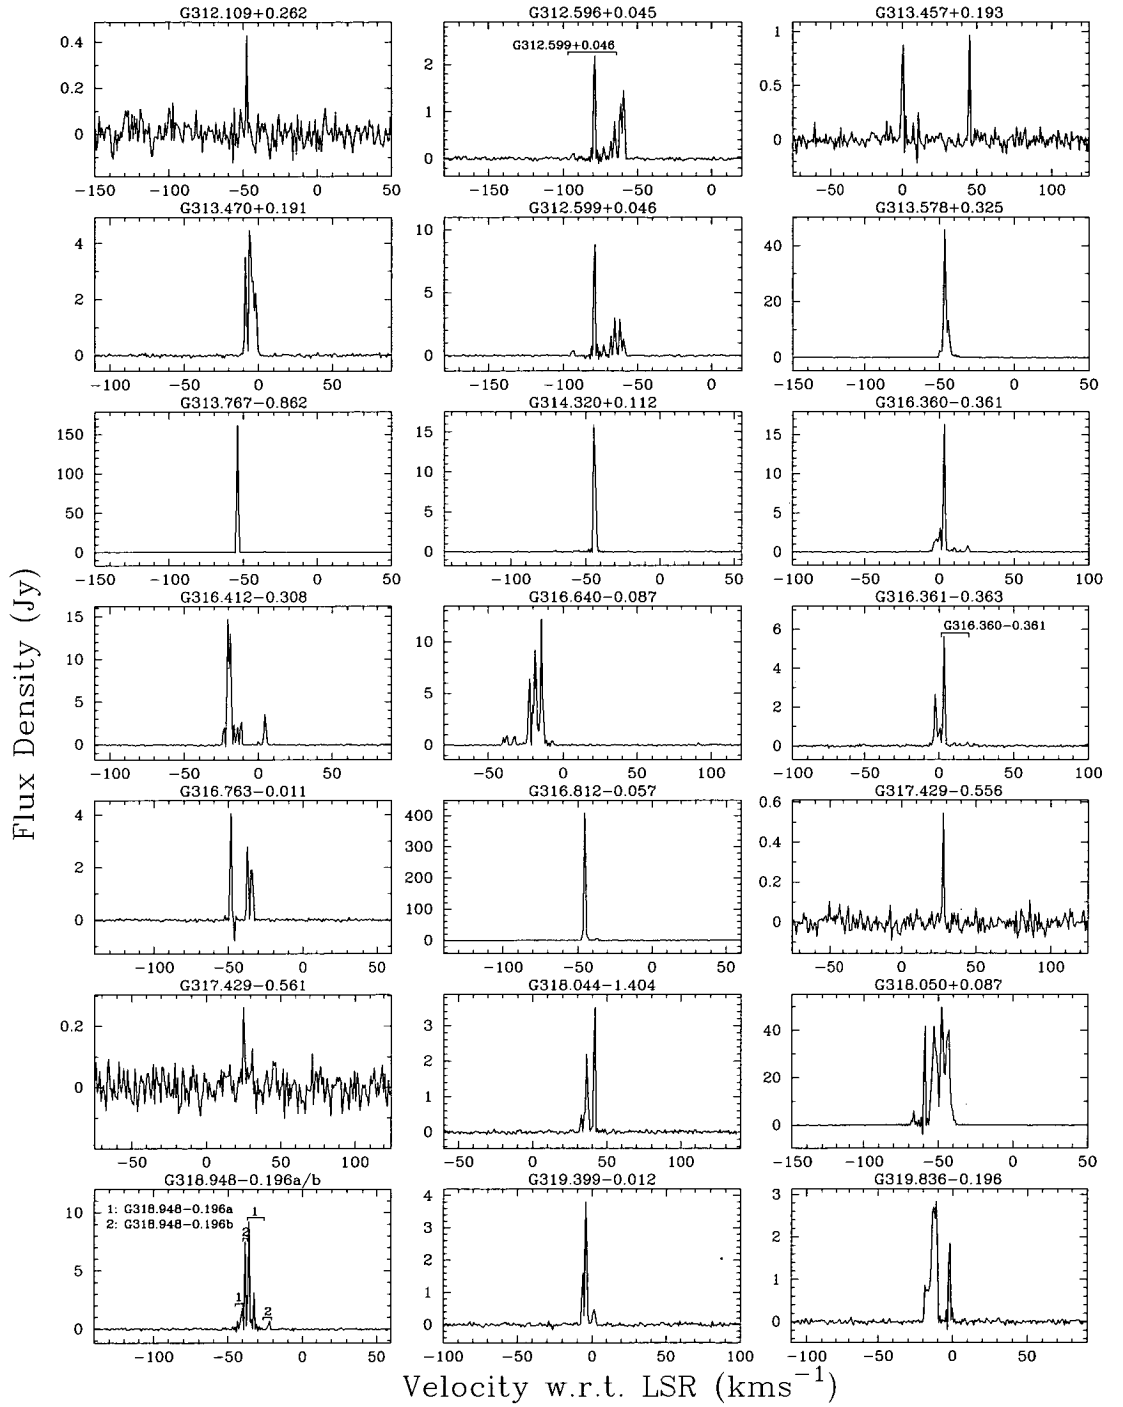 G312.109+0.262
G312.596+0.045
G313.457+0.193
G312.599+0.046
0.4
0.2
0
2
1
0
1
0.5
0
−150 −100 −50 0 50
−150 −100 −50 0
−50 0 50 100
G313.470+0.191
G312.599+0.046
G313.578+0.325
4
2
0
10
5
0
40
20
0
−100 −50 0 50
−150 −100 −50 0
−150 −100 −50 0 50
G313.767−0.862
G314.320+0.112
G316.360−0.361
150
100
50
0
15
10
5
0
15
10
5
0
−150 −100 −50 0 50
−100 −50 0 50
−100 −50 0 50 100
G316.412−0.308
G316.640−0.087
G316.361−0.363
G316.360−0.361
15
10
5
0
10
5
0
6
4
2
0
−100 −50 0 50
−50 0 50 100
−100 −50 0 50 100
G316.763−0.011
G316.812−0.057
G317.429−0.556
4
2
0
400
300
200
100
0
0.6
0.4
0.2
0
−100 −50 0 50
−100 −50 0 50
−50 0 50 100
G317.429−0.561
G318.044−1.404
G318.050+0.087
0.2
0
3
2
1
0
40
20
0
−50 0 50 100
−50 0 50 100
−150 −100 −50 0 50
G318.948−0.196a/b
G319.399−0.012
G319.836−0.196
1: G318.948−0.196a
2: G318.948−0.196b
1
2
1
2
10
5
0
4
3
2
1
0
3
2
1
0
−100 −50 0 50
−100 −50 0 50 100
−100 −50 0 50
Flux Density (Jy)
Velocity w.r.t. LSR (kms−1)